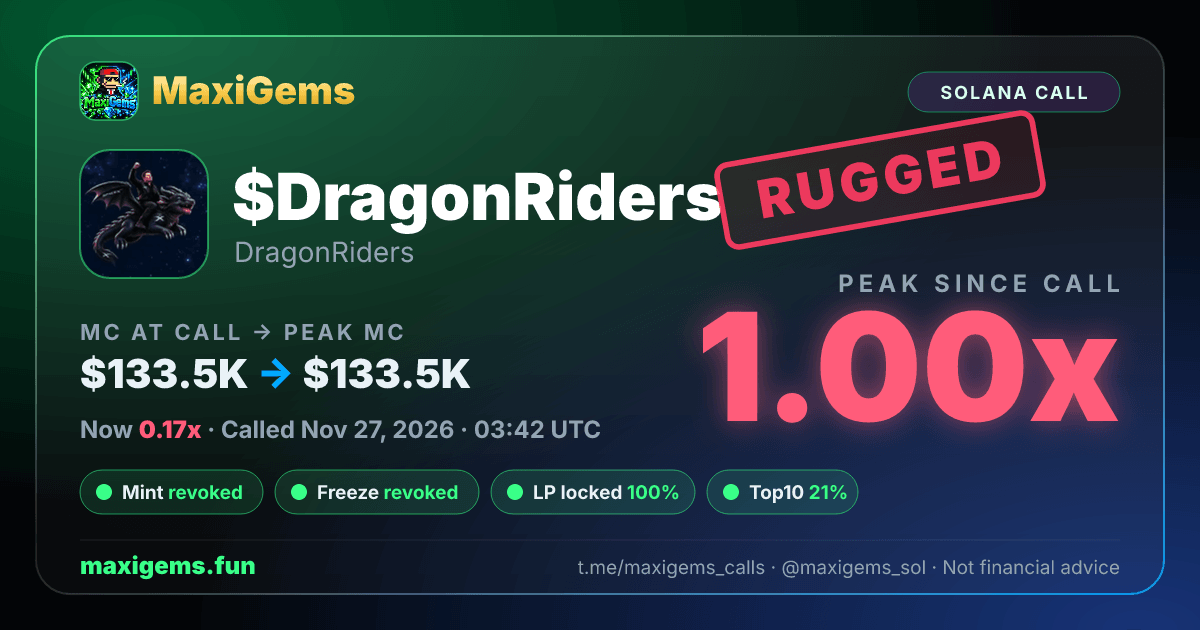 MaxiGems
SOLANA CALL
$DragonRiders
RUGGED
DragonRiders
PEAK SINCE CALL
1.00x
MC AT CALL → PEAK MC
$133.5K → $133.5K
Now 0.17x · Called Nov 27, 2026 · 03:42 UTC
Mint revoked
Freeze revoked
LP locked 100%
Top10 21%
maxigems.fun
t.me/maxigems_calls · @maxigems_sol · Not financial advice